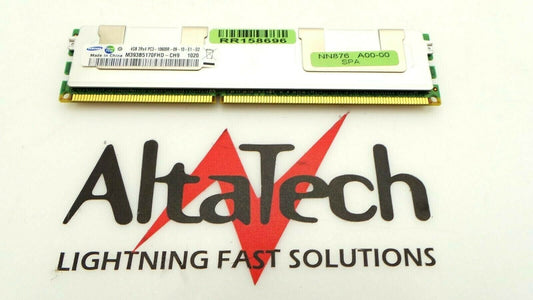 SAMSUNG
4GB 2Rx4 PC3-10600R-09-10-E1-D2
Made in China M393B5170FHD-CH9 1020
RR158696
NN876 A00-00
SPA
AltaTech
LIGHTNING FAST SOLUTIONS